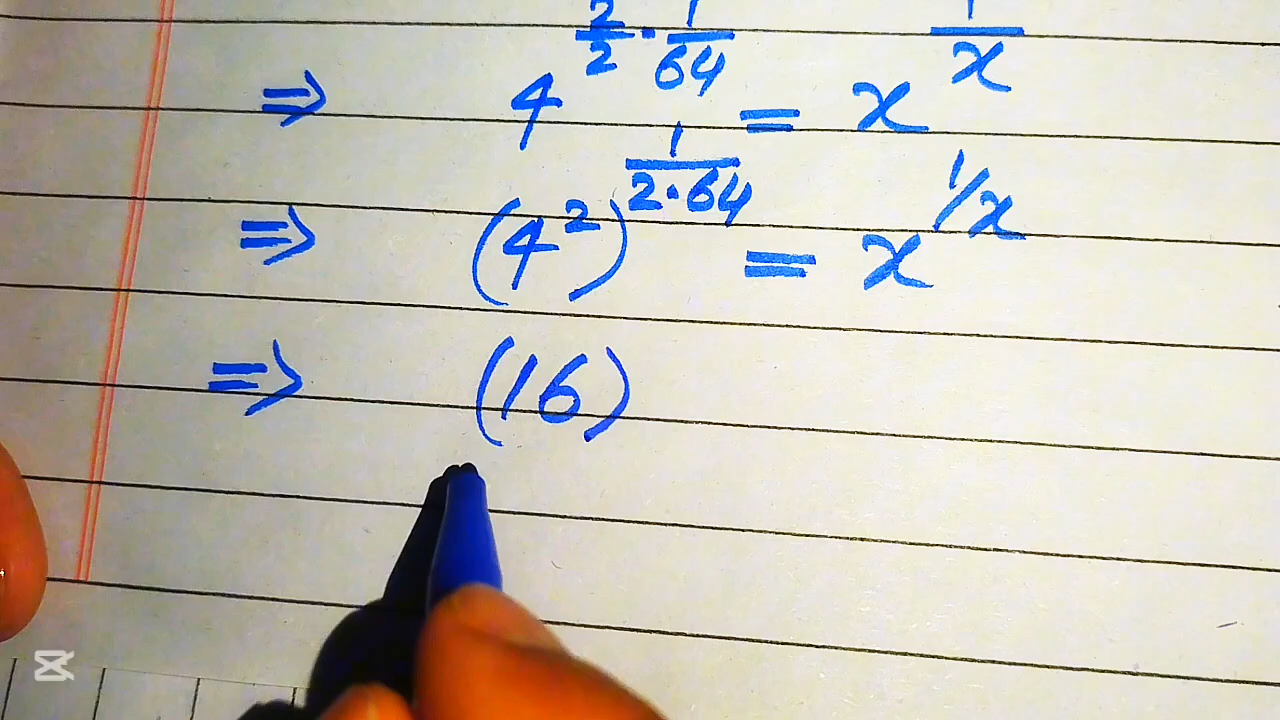 ⇒ 4^(2/2 · 1/64) = x^(1/x)
⇒ (4²)^(1/(2·64)) = x^(1/x)
⇒ (16)